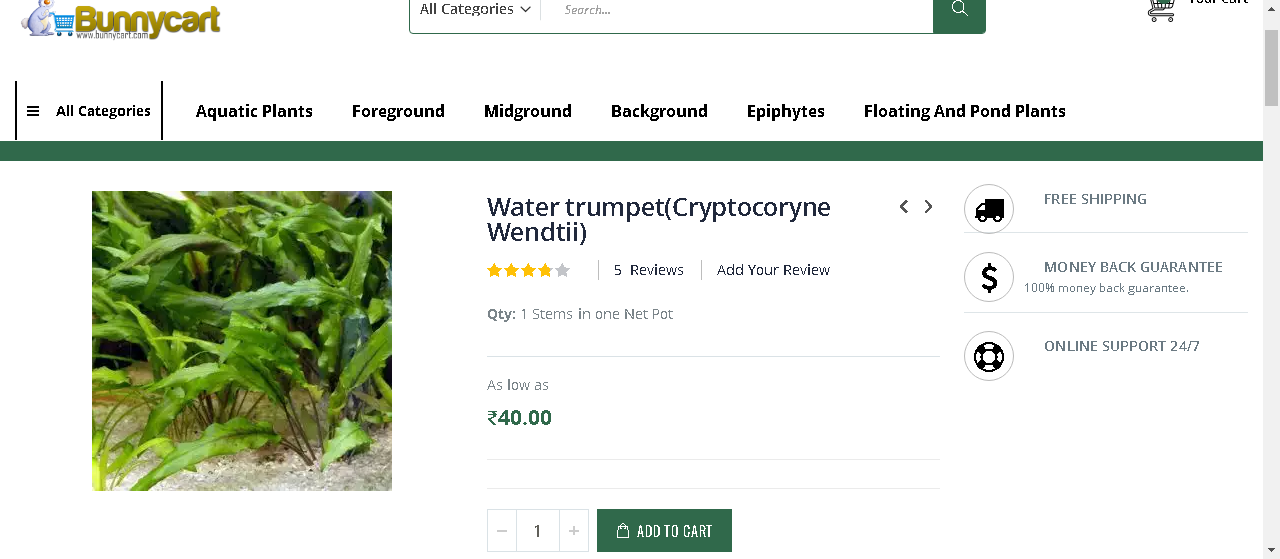 All Categories
Search...
Bunnycart
www.bunnycart.com
Your Cart
All Categories
Aquatic Plants
Foreground
Midground
Background
Epiphytes
Floating And Pond Plants
Water trumpet(Cryptocoryne
Wendtii)
5 Reviews
Add Your Review
Qty: 1 Stems in one Net Pot
As low as
₹40.00
1
ADD TO CART
FREE SHIPPING
MONEY BACK GUARANTEE
100% money back guarantee.
ONLINE SUPPORT 24/7